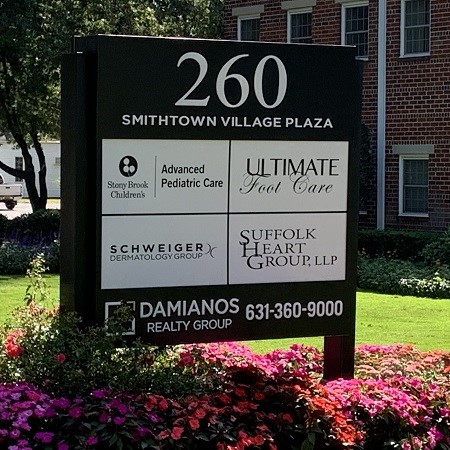 260
SMITHTOWN VILLAGE PLAZA
Stony Brook
Children's
Advanced
Pediatric Care
ULTIMATE
Foot Care
SCHWEIGER
DERMATOLOGY GROUP
SUFFOLK
HEART
GROUP, LLP
DAMIANOS
REALTY GROUP
631-360-9000